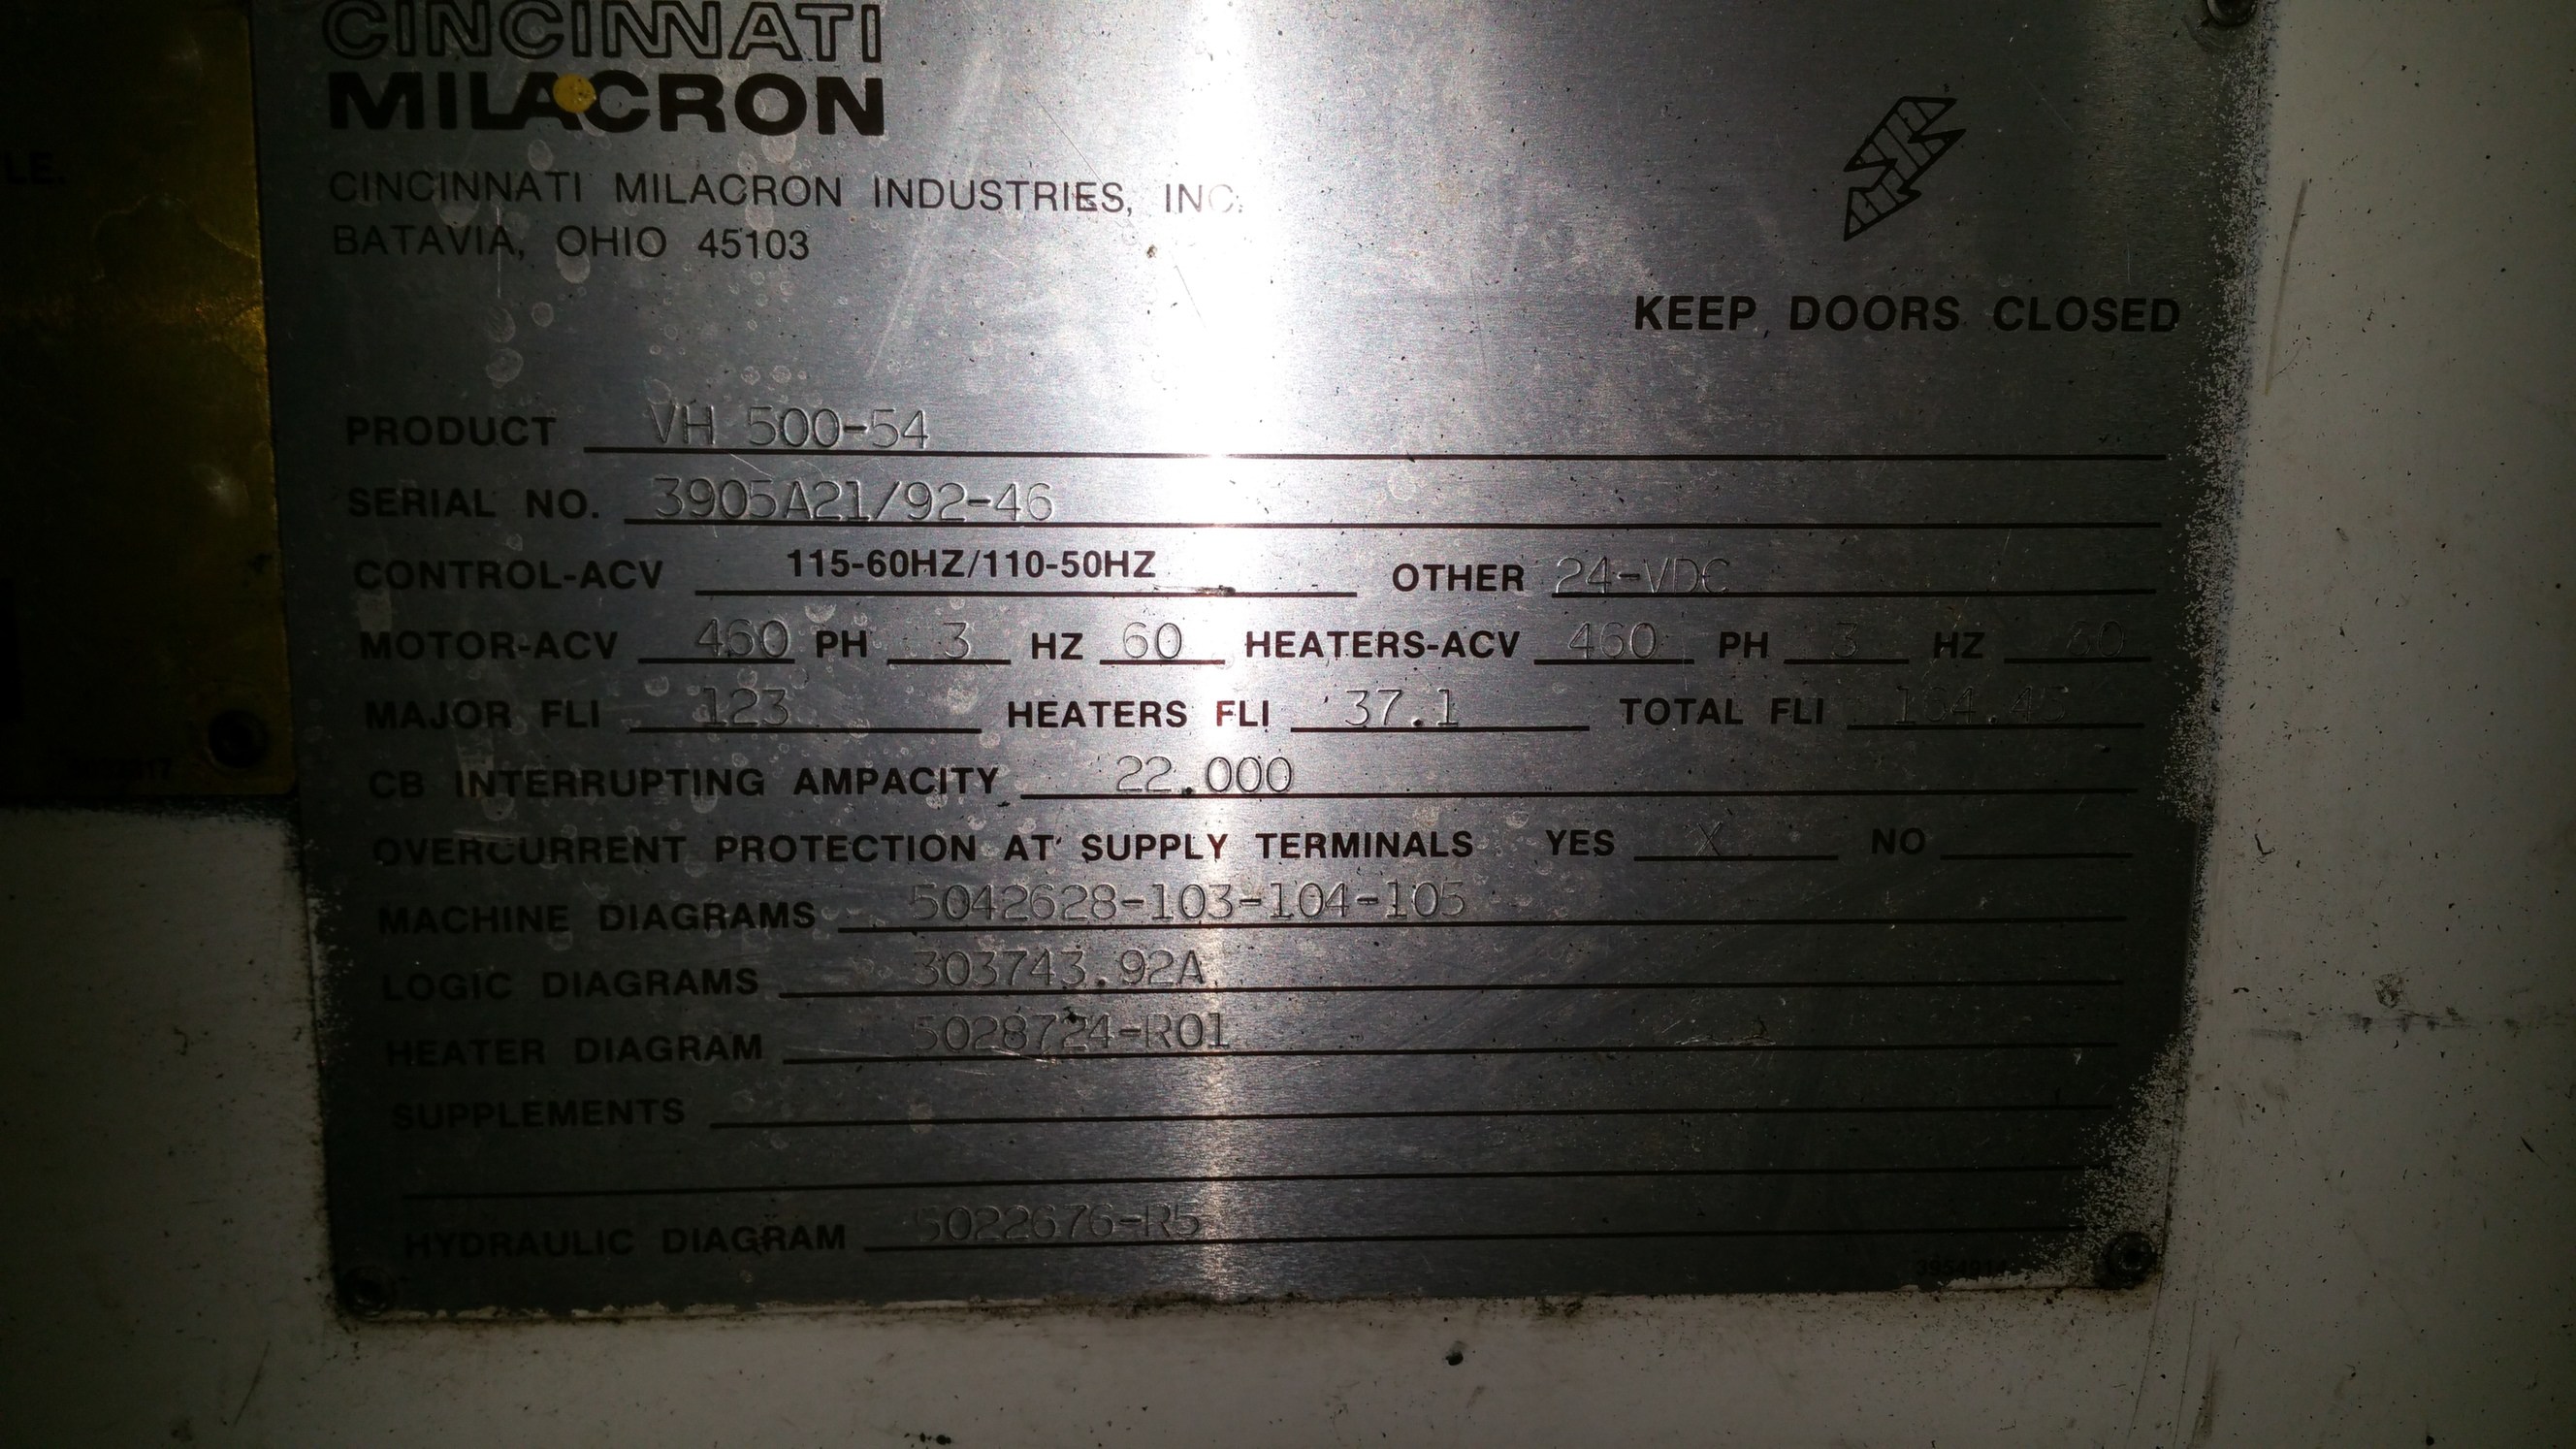 LE.
CINCINNATI
MILACRON
CINCINNATI MILACRON INDUSTRIES, INC.
BATAVIA, OHIO 45103
KEEP DOORS CLOSED
PRODUCT VH 500-54
SERIAL NO. 3905A21/92-46
CONTROL-ACV 115-60HZ/110-50HZ OTHER 24-VDC
MOTOR-ACV 460 PH 3 HZ 60 HEATERS-ACV 460 PH 3 HZ 60
MAJOR FLI 123 HEATERS FLI 37.1 TOTAL FLI
CB INTERRUPTING AMPACITY 22.000
OVERCURRENT PROTECTION AT SUPPLY TERMINALS YES X NO
MACHINE DIAGRAMS 5042628-103-104-105
LOGIC DIAGRAMS 303743.92A
HEATER DIAGRAM 5028724-R01
SUPPLEMENTS
HYDRAULIC DIAGRAM 5022676-R5